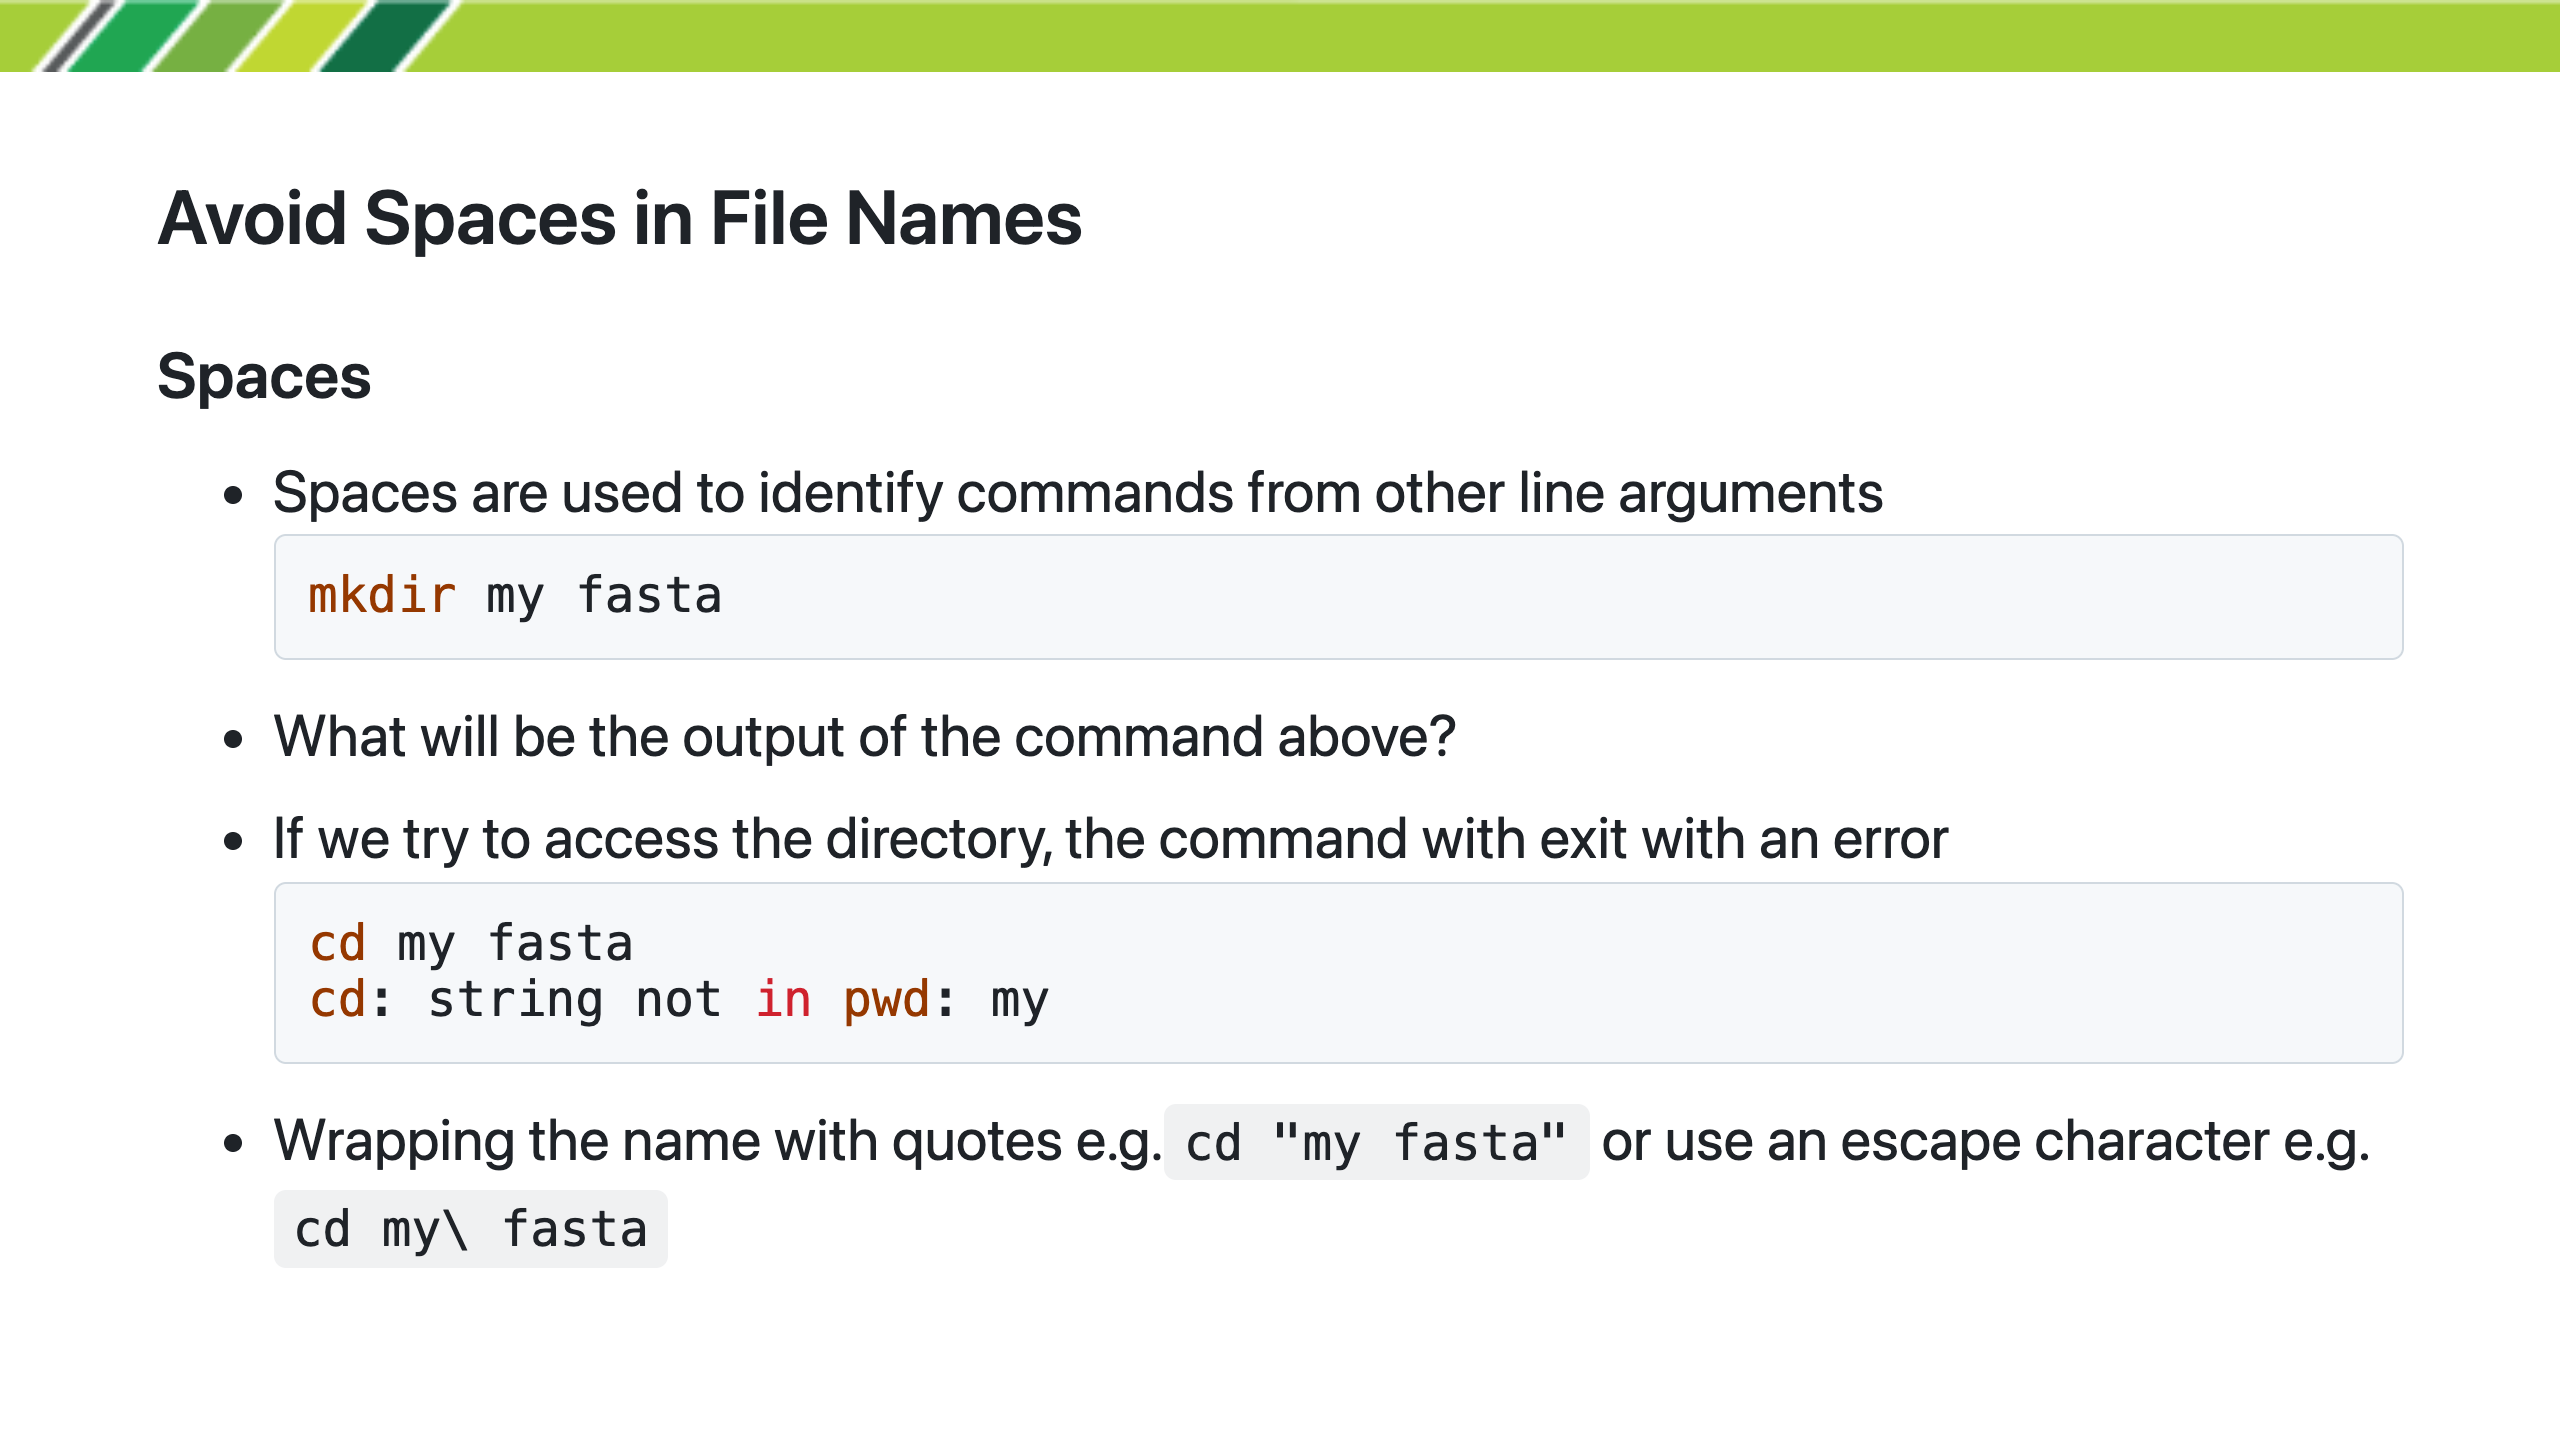 Avoid Spaces in File Names
Spaces
• Spaces are used to identify commands from other line arguments
mkdir my fasta
• What will be the output of the command above?
• If we try to access the directory, the command with exit with an error
cd my fasta
cd: string not in pwd: my
• Wrapping the name with quotes e.g. cd "my fasta" or use an escape character e.g.
cd my\ fasta